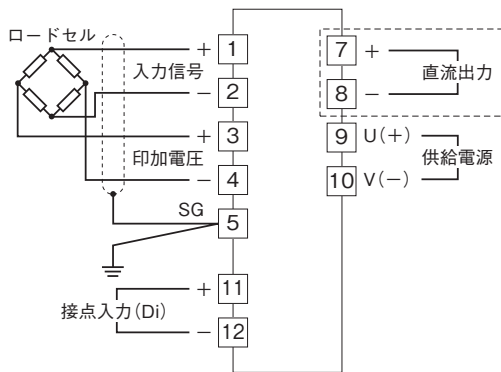 ロードセル
+ 1
入力信号
− 2
+ 3
印加電圧
− 4
SG 5
+ 11
接点入力(Di)
− 12
7 +
直流出力
8 −
9 U(+)
供給電源
10 V(−)